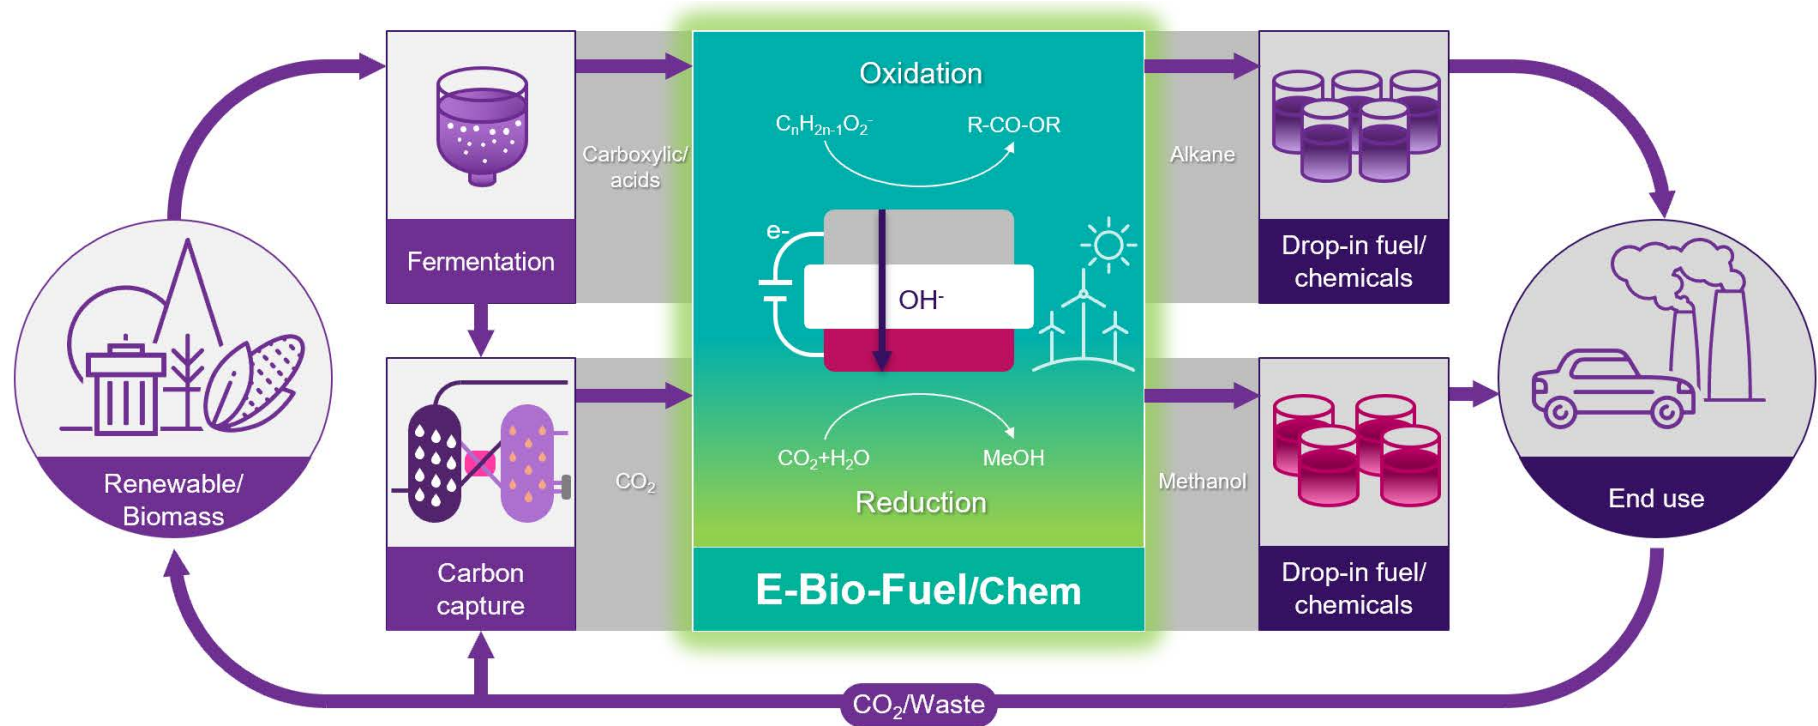 Renewable/
Biomass
Fermentation
Carbon
capture
Carboxylic/
acids
CO₂
Oxidation
CₙH₂ₙ₋₁O₂⁻
R-CO-OR
e-
OH⁻
CO₂+H₂O
MeOH
Reduction
E-Bio-Fuel/Chem
Alkane
Methanol
Drop-in fuel/
chemicals
Drop-in fuel/
chemicals
End use
CO₂/Waste